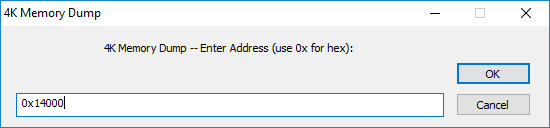 4K Memory Dump
4K Memory Dump -- Enter Address (use 0x for hex):
OK
0x14000
Cancel